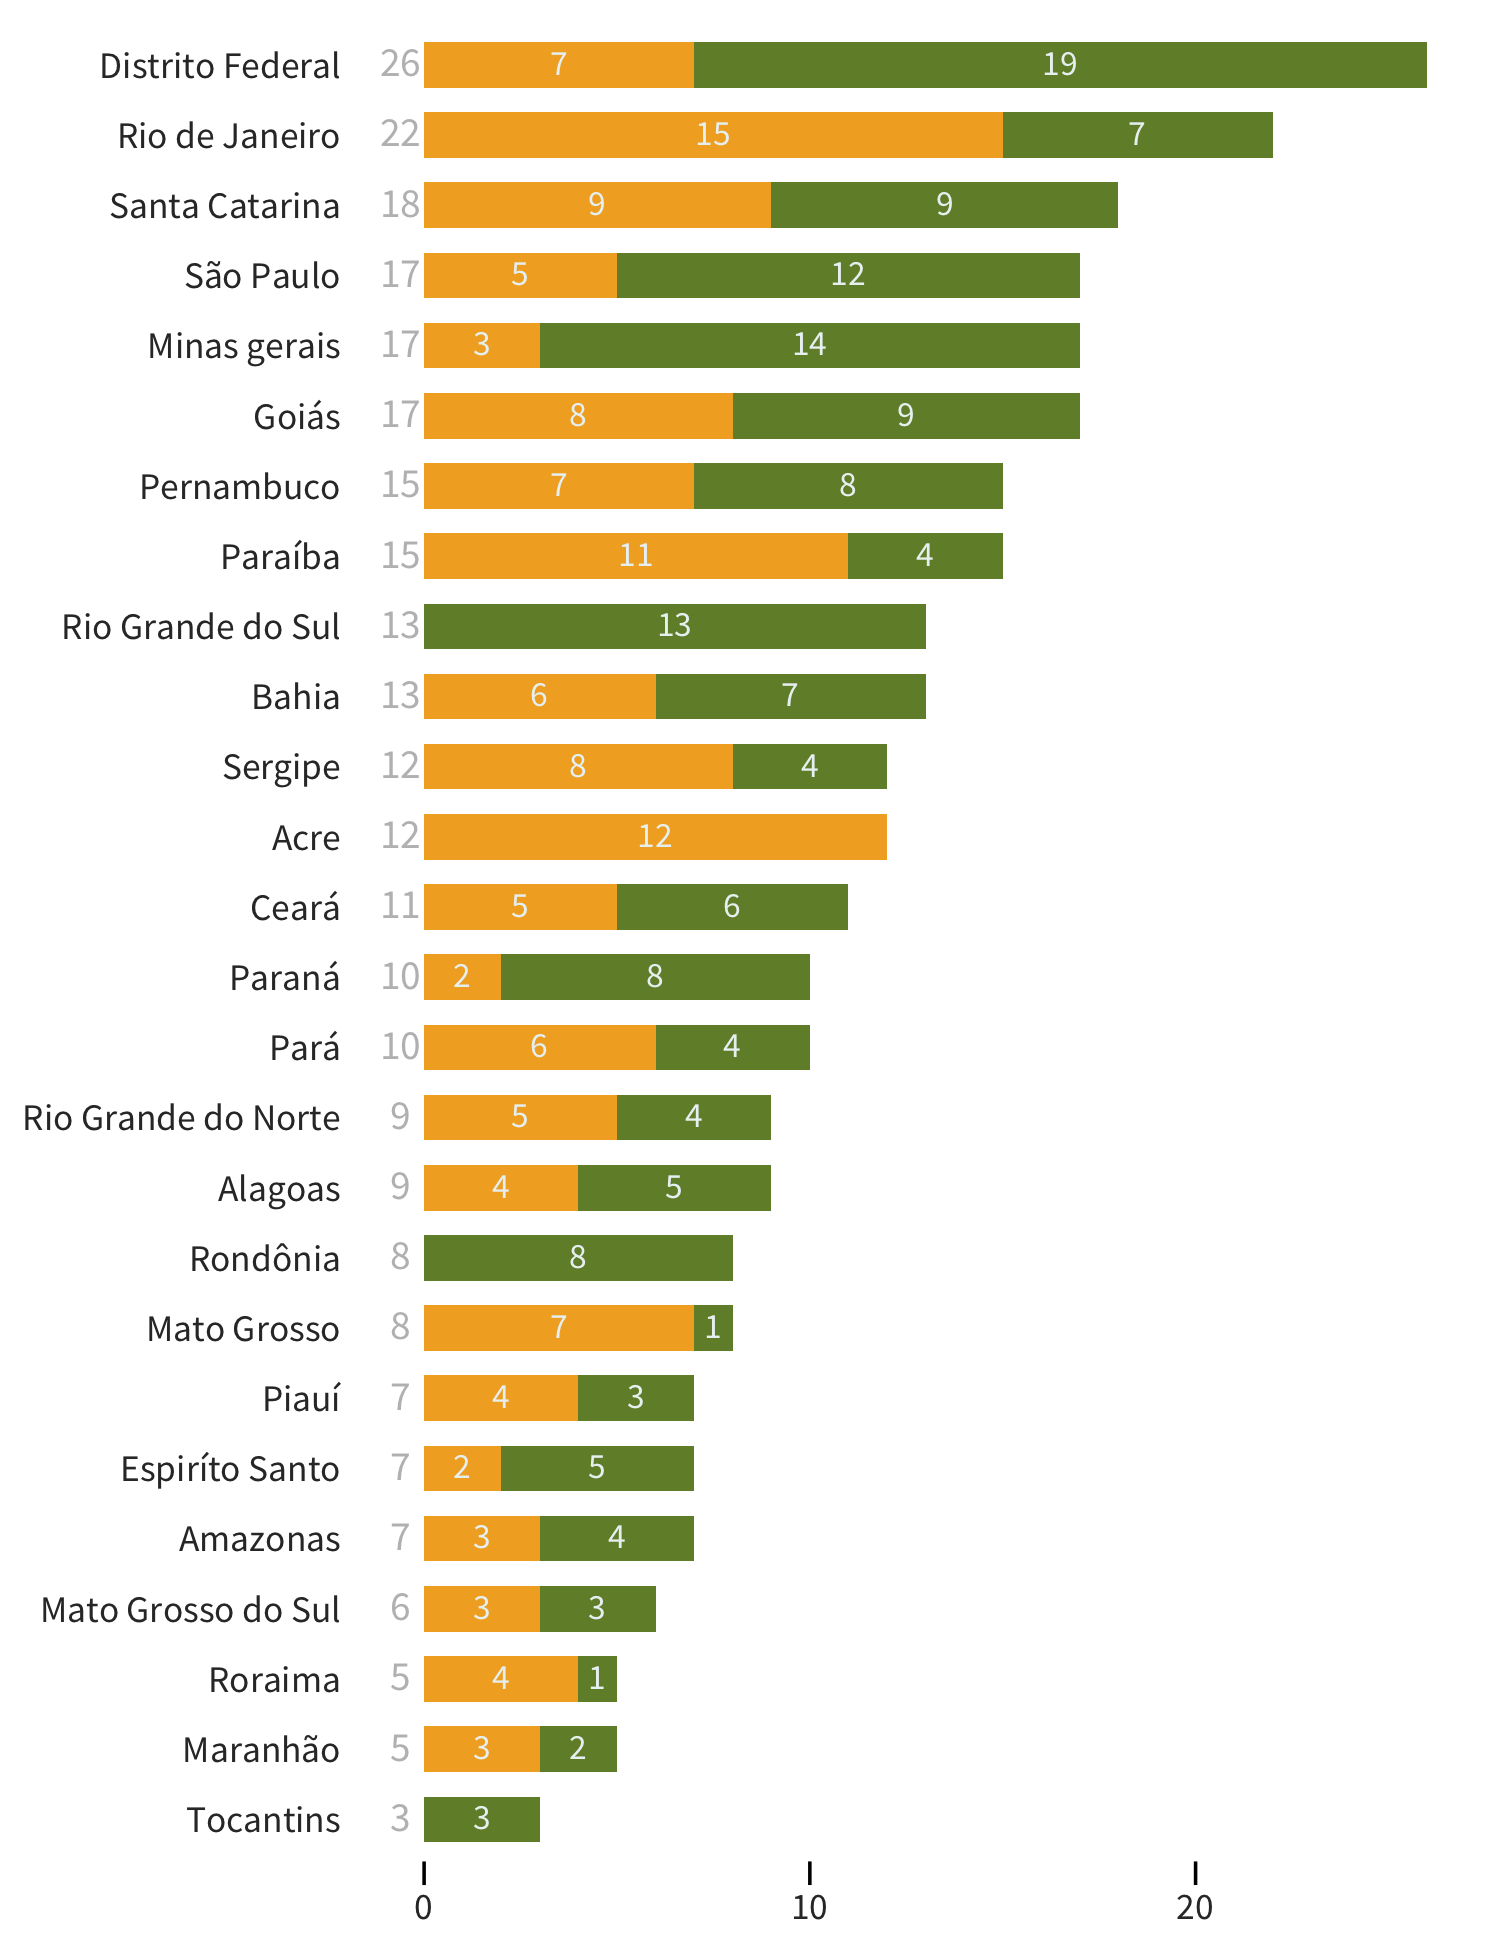 Distrito Federal 26 7 19
Rio de Janeiro 22 15 7
Santa Catarina 18 9 9
São Paulo 17 5 12
Minas gerais 17 3 14
Goiás 17 8 9
Pernambuco 15 7 8
Paraíba 15 11 4
Rio Grande do Sul 13 13
Bahia 13 6 7
Sergipe 12 8 4
Acre 12 12
Ceará 11 5 6
Paraná 10 2 8
Pará 10 6 4
Rio Grande do Norte 9 5 4
Alagoas 9 4 5
Rondônia 8 8
Mato Grosso 8 7 1
Piauí 7 4 3
Espiríto Santo 7 2 5
Amazonas 7 3 4
Mato Grosso do Sul 6 3 3
Roraima 5 4 1
Maranhão 5 3 2
Tocantins 3 3
0 10 20